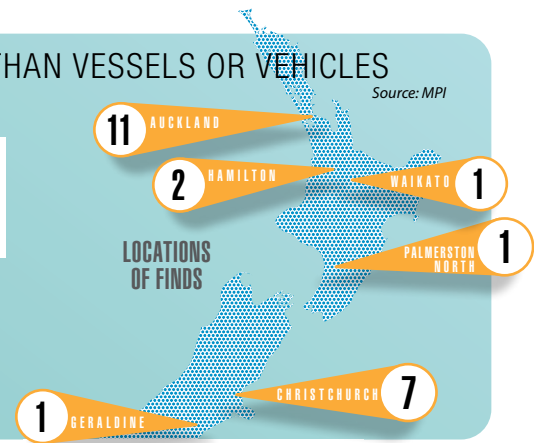 THAN VESSELS OR VEHICLES
Source: MPI
11 AUCKLAND
2 HAMILTON
WAIKATO 1
LOCATIONS
OF FINDS
PALMERSTON
NORTH
1
CHRISTCHURCH 7
1 GERALDINE